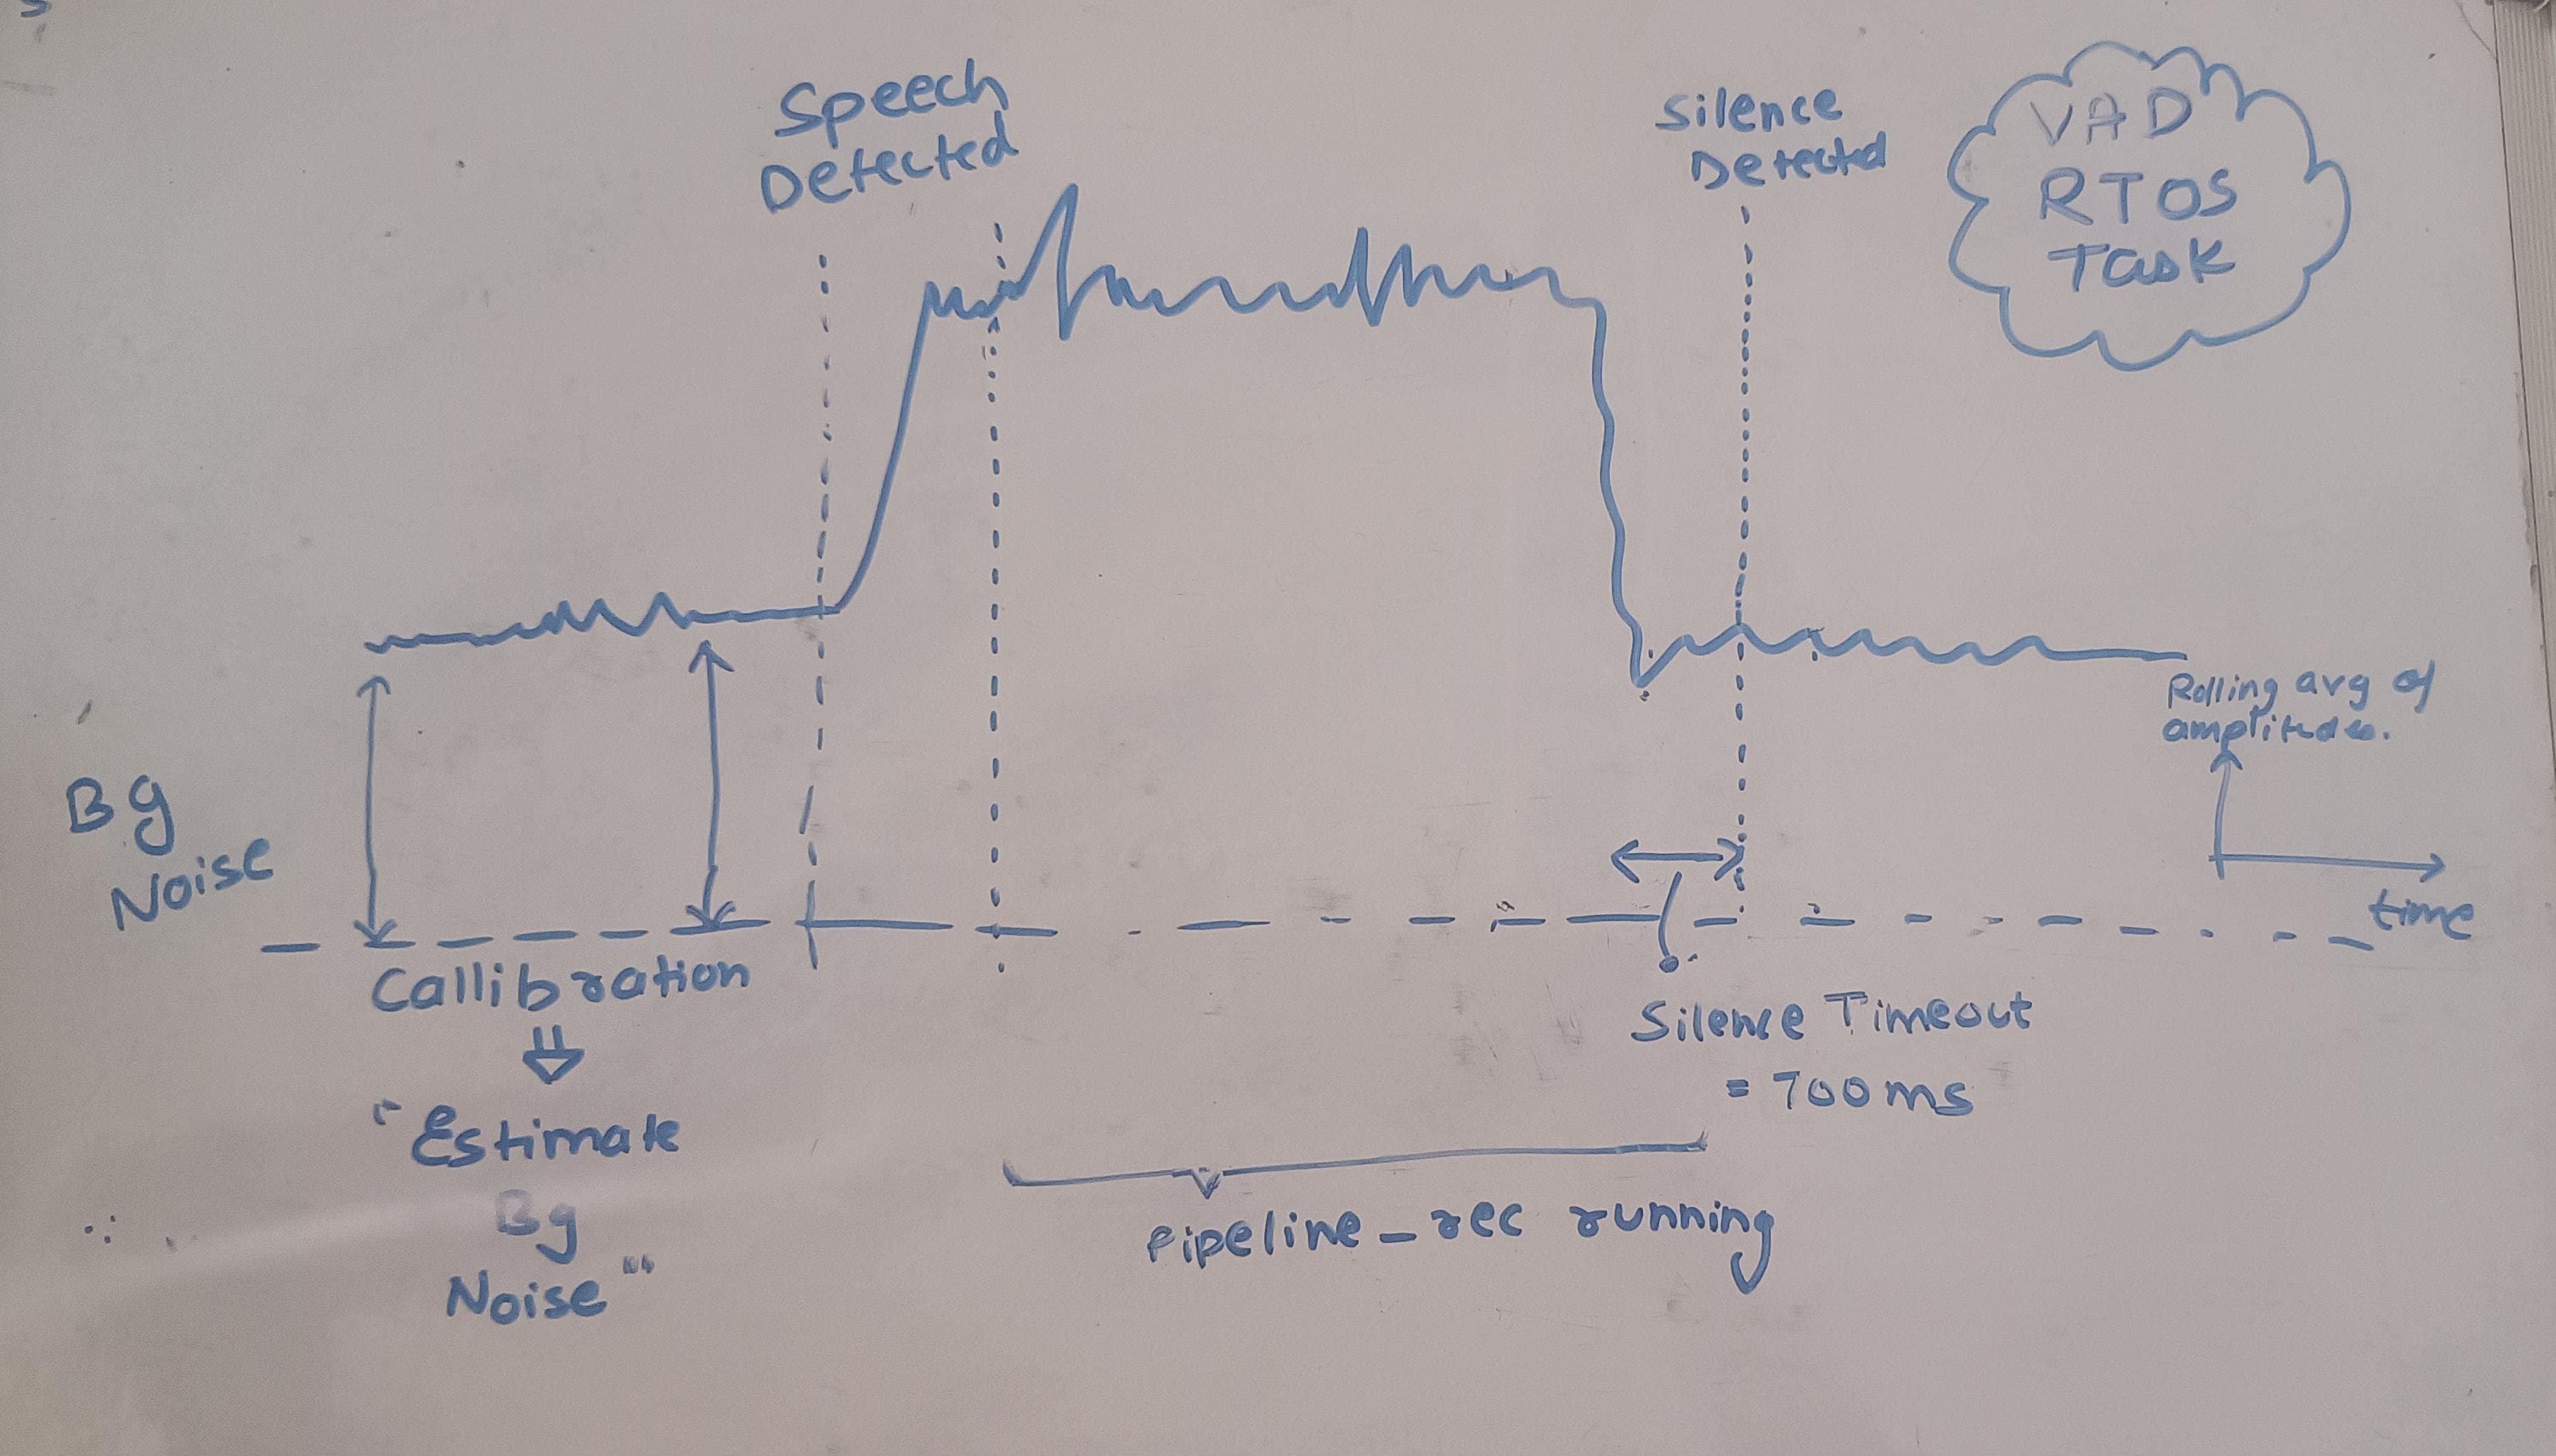 Speech
Detected
Silence
Detected
VAD
RTOS
Task
Rolling avg of
amplitudes.
time
Bg
Noise
Callibration
"Estimate
Bg
Noise"
Silence Timeout
= 700ms
Pipeline_rec running